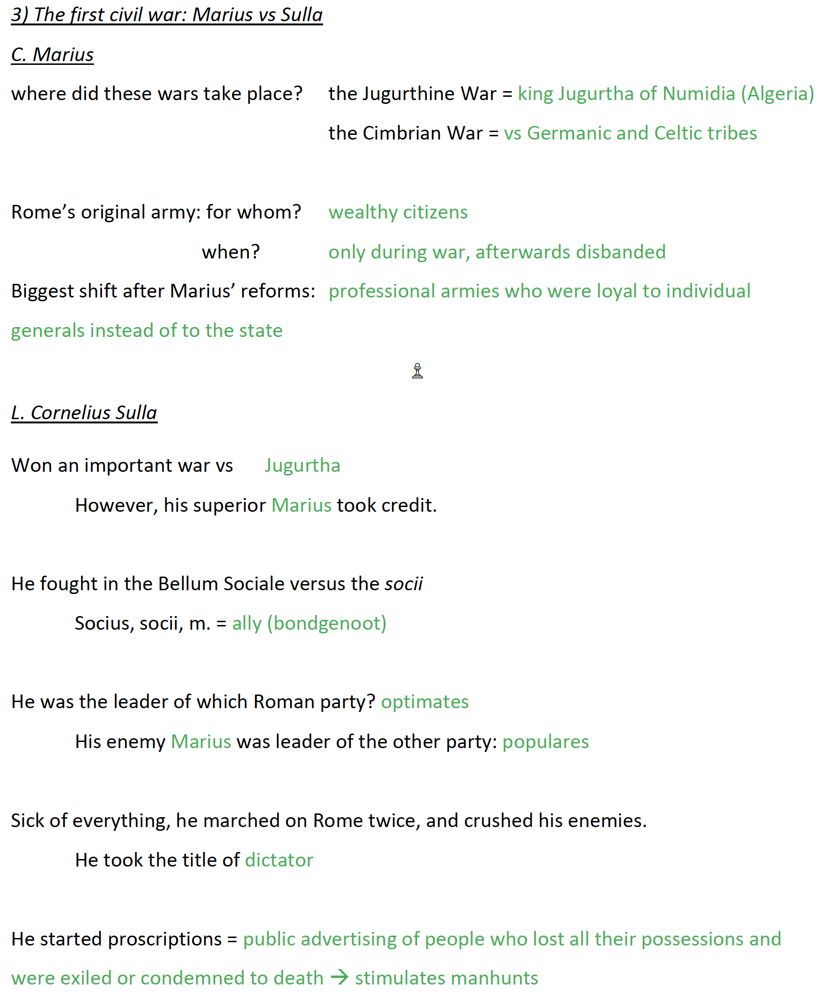 3) The first civil war: Marius vs Sulla
C. Marius
where did these wars take place? the Jugurthine War = king Jugurtha of Numidia (Algeria)
the Cimbrian War = vs Germanic and Celtic tribes
Rome’s original army: for whom? wealthy citizens
when? only during war, afterwards disbanded
Biggest shift after Marius’ reforms: professional armies who were loyal to individual
generals instead of to the state
♗
L. Cornelius Sulla
Won an important war vs Jugurtha
However, his superior Marius took credit.
He fought in the Bellum Sociale versus the socii
Socius, socii, m. = ally (bondgenoot)
He was the leader of which Roman party? optimates
His enemy Marius was leader of the other party: populares
Sick of everything, he marched on Rome twice, and crushed his enemies.
He took the title of dictator
He started proscriptions = public advertising of people who lost all their possessions and
were exiled or condemned to death → stimulates manhunts